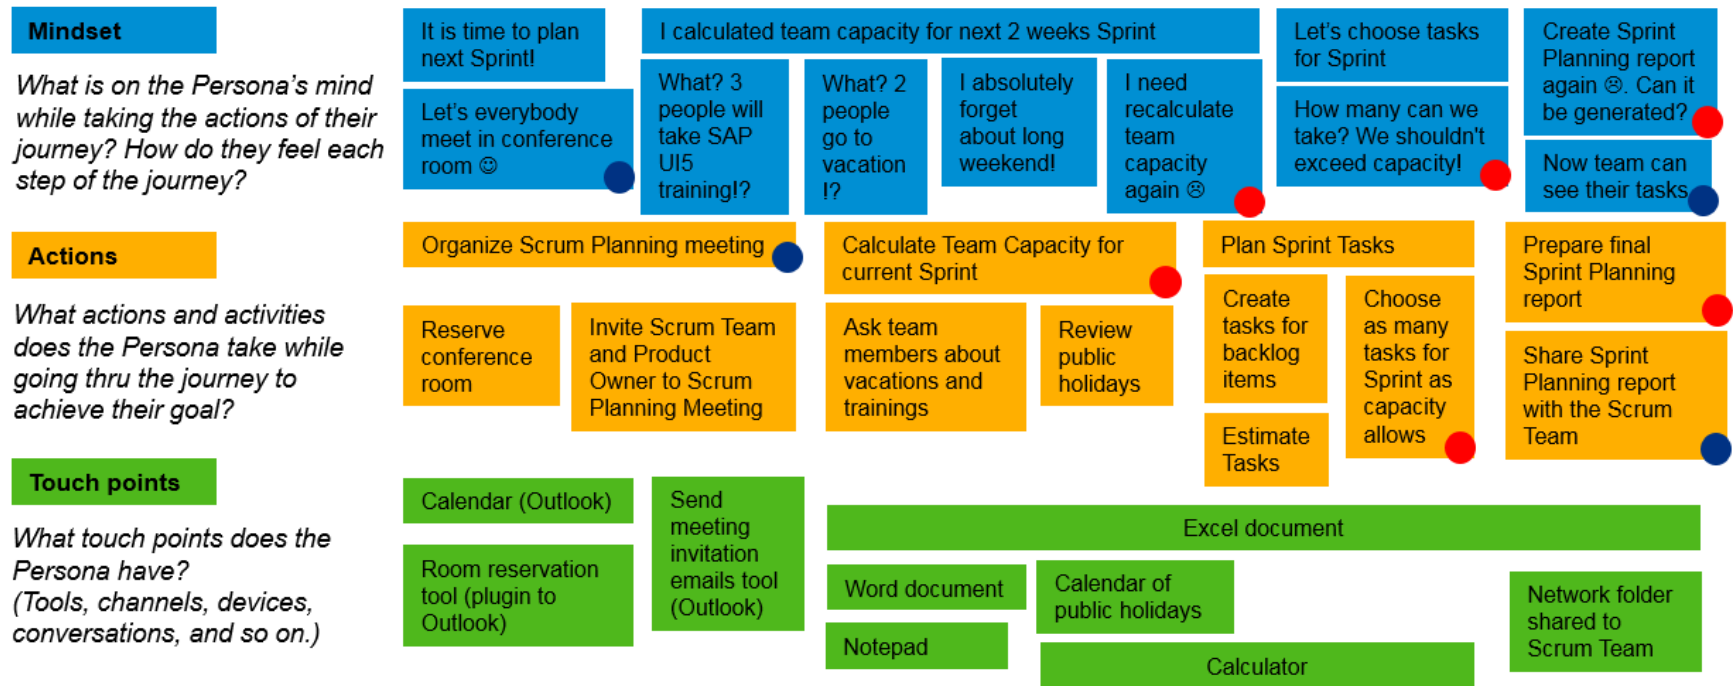 Mindset
What is on the Persona's mind
while taking the actions of their
journey? How do they feel each
step of the journey?
It is time to plan
next Sprint!
Let's everybody
meet in conference
room ☺
I calculated team capacity for next 2 weeks Sprint
What? 3
people will
take SAP
UI5
training!?
What? 2
people
go to
vacation
!?
I absolutely
forget
about long
weekend!
I need
recalculate
team
capacity
again ☹
Let's choose tasks
for Sprint
How many can we
take? We shouldn't
exceed capacity!
Create Sprint
Planning report
again ☹. Can it
be generated?
Now team can
see their tasks
Actions
What actions and activities
does the Persona take while
going thru the journey to
achieve their goal?
Organize Scrum Planning meeting
Reserve
conference
room
Invite Scrum Team
and Product
Owner to Scrum
Planning Meeting
Calculate Team Capacity for
current Sprint
Ask team
members about
vacations and
trainings
Review
public
holidays
Plan Sprint Tasks
Create
tasks for
backlog
items
Estimate
Tasks
Choose
as many
tasks for
Sprint as
capacity
allows
Prepare final
Sprint Planning
report
Share Sprint
Planning report
with the Scrum
Team
Touch points
What touch points does the
Persona have?
(Tools, channels, devices,
conversations, and so on.)
Calendar (Outlook)
Room reservation
tool (plugin to
Outlook)
Send
meeting
invitation
emails tool
(Outlook)
Excel document
Word document
Notepad
Calendar of
public holidays
Calculator
Network folder
shared to
Scrum Team